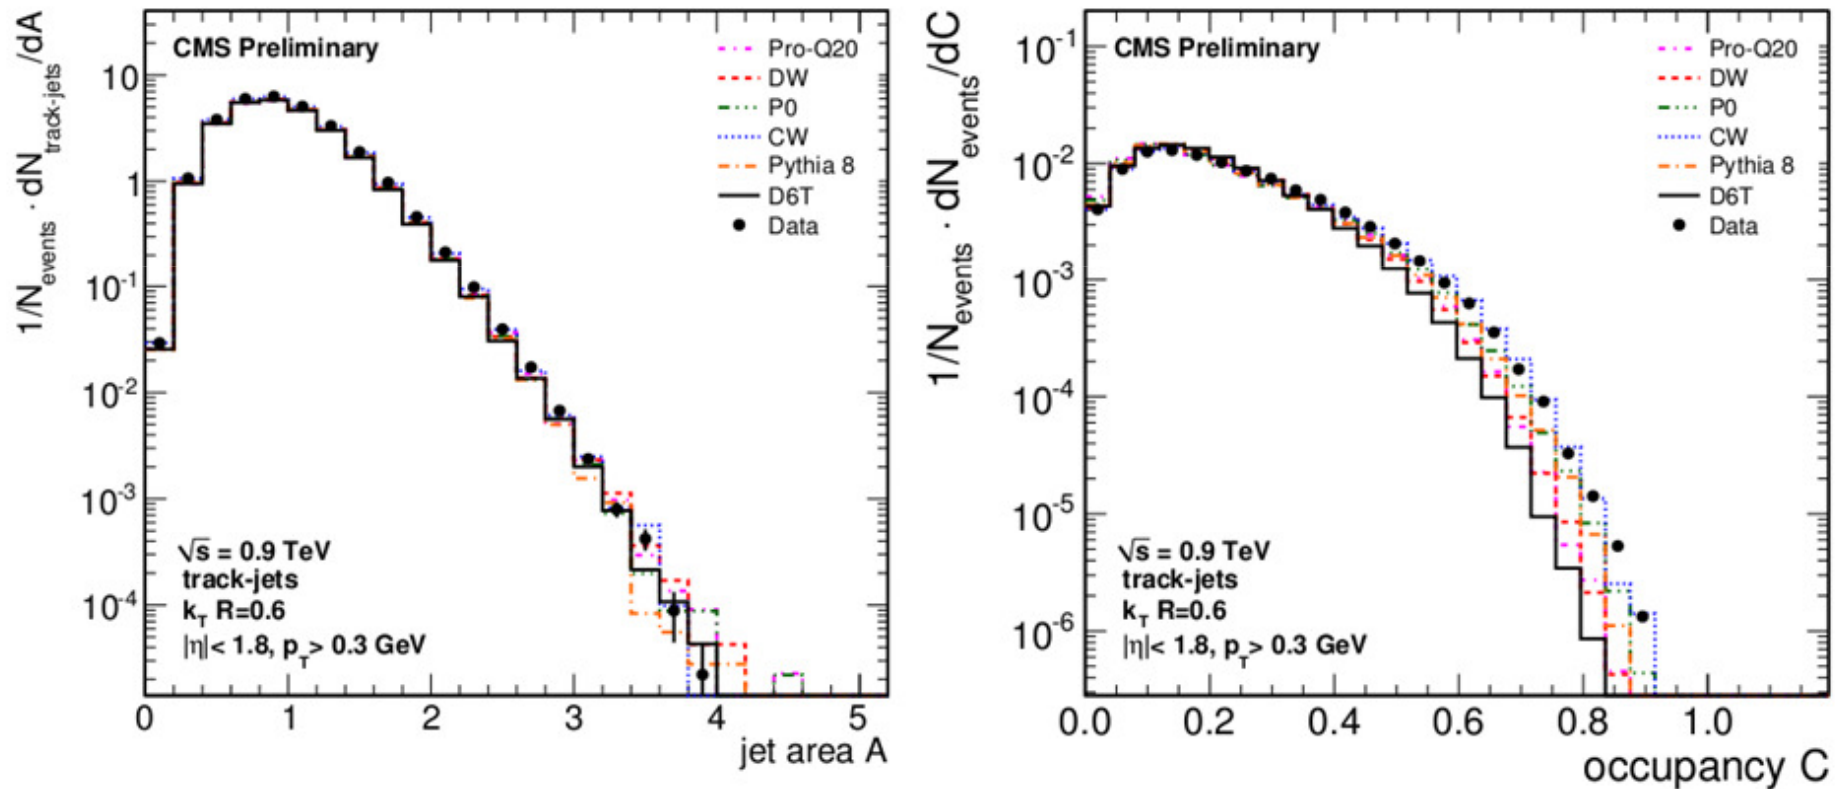 1/N_events · dN_track-jets/dA
CMS Preliminary
Pro-Q20
DW
P0
CW
Pythia 8
D6T
Data
10
1
10^-1
10^-2
10^-3
10^-4
√s = 0.9 TeV
track-jets
k_T R=0.6
|η|< 1.8, p_T> 0.3 GeV
0 1 2 3 4 5
jet area A
1/N_events · dN_events/dC
CMS Preliminary
Pro-Q20
DW
P0
CW
Pythia 8
D6T
Data
10^-1
10^-2
10^-3
10^-4
10^-5
10^-6
√s = 0.9 TeV
track-jets
k_T R=0.6
|η|< 1.8, p_T> 0.3 GeV
0.0 0.2 0.4 0.6 0.8 1.0
occupancy C